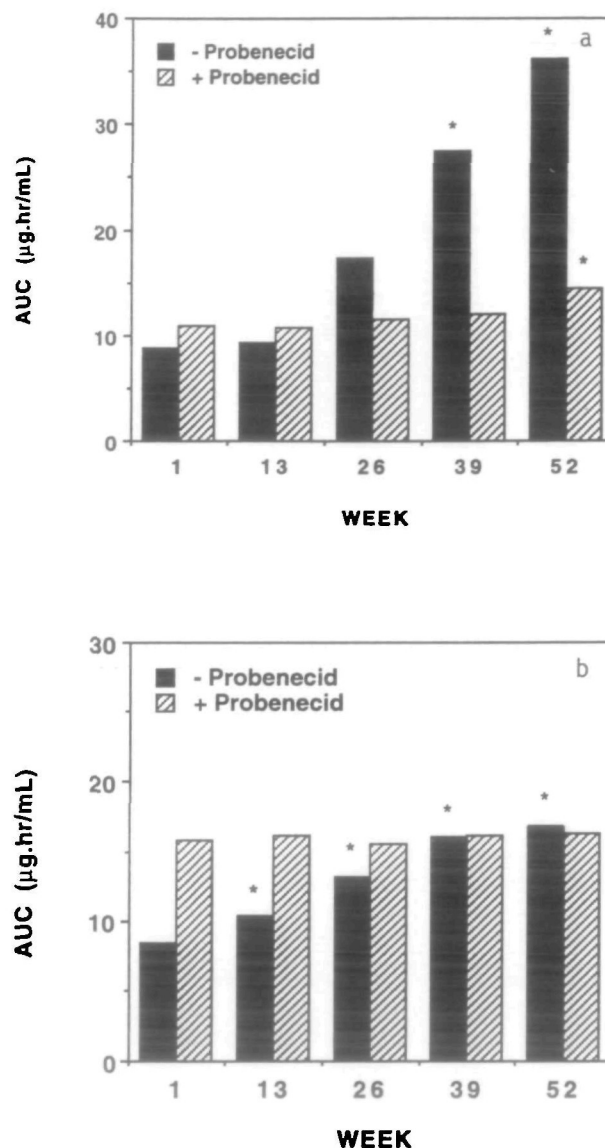 40
30
20
10
0
AUC (µg.hr/mL)
a
- Probenecid
+ Probenecid
*
*
*
1 13 26 39 52
WEEK
30
20
10
0
AUC (µg.hr/mL)
b
- Probenecid
+ Probenecid
*
*
*
*
1 13 26 39 52
WEEK